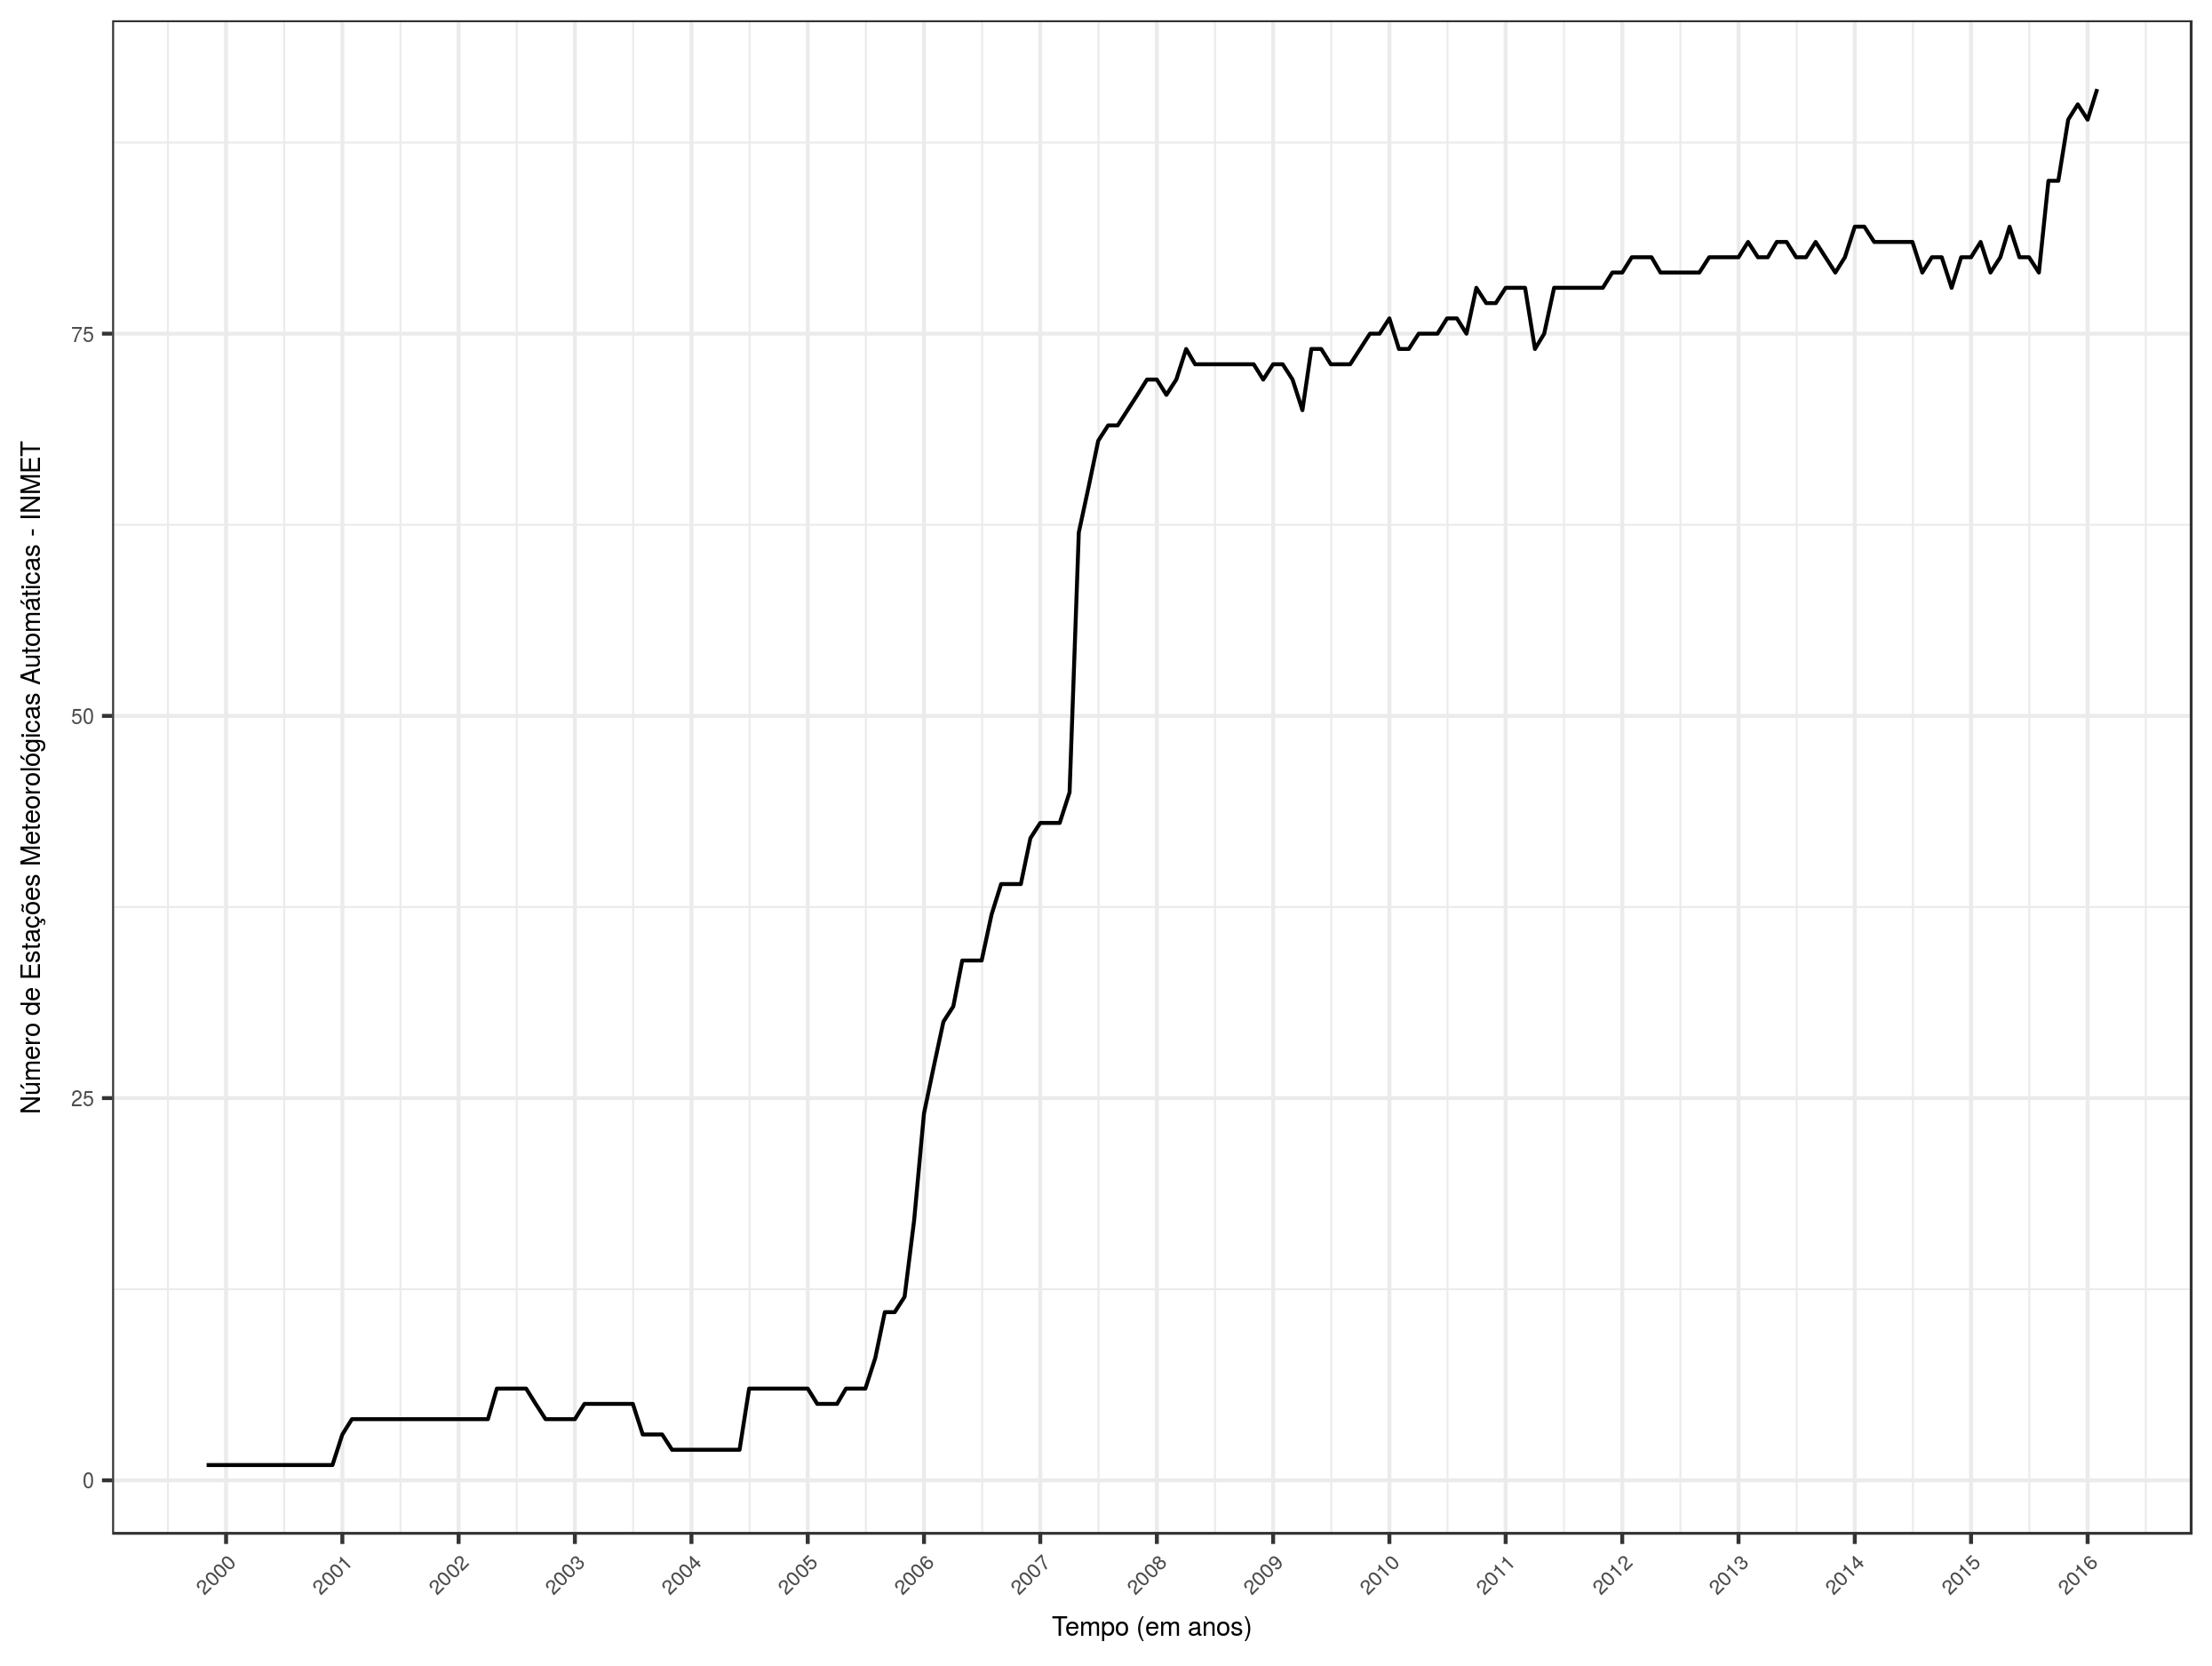 Número de Estações Meteorológicas Automáticas - INMET
75
50
25
0
2000 2001 2002 2003 2004 2005 2006 2007 2008 2009 2010 2011 2012 2013 2014 2015 2016
Tempo (em anos)